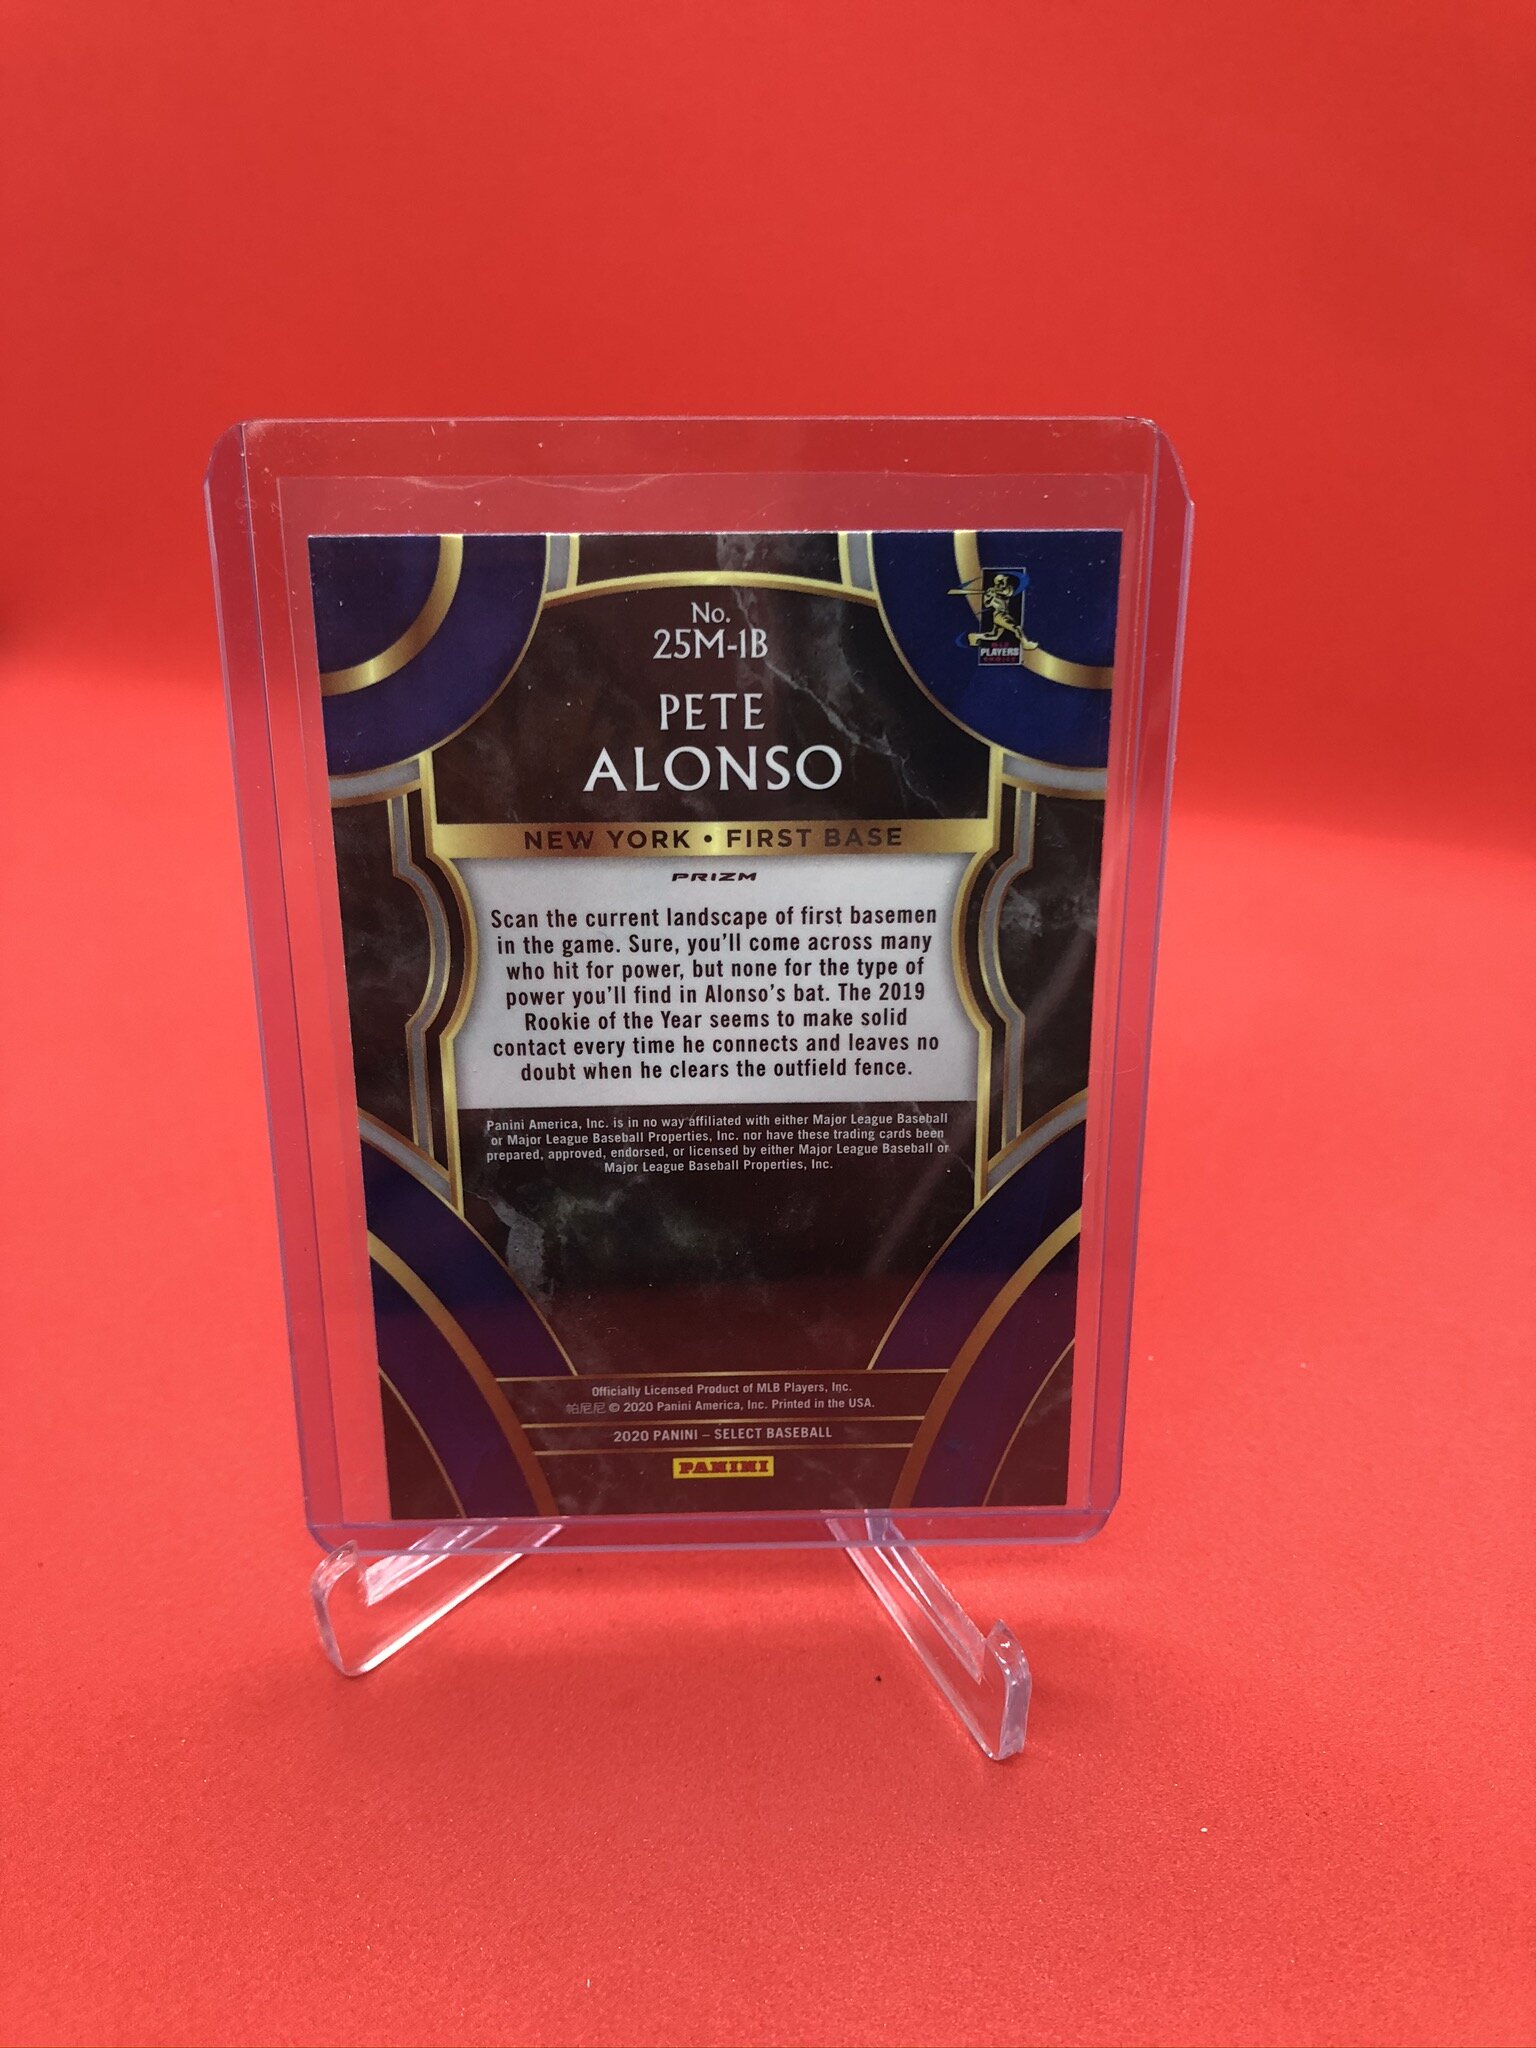 No.
25M-1B
PETE
ALONSO
NEW YORK • FIRST BASE
PRIZM
Scan the current landscape of first basemen
in the game. Sure, you'll come across many
who hit for power, but none for the type of
power you'll find in Alonso's bat. The 2019
Rookie of the Year seems to make solid
contact every time he connects and leaves no
doubt when he clears the outfield fence.
Panini America, Inc. is in no way affiliated with either Major League Baseball
or Major League Baseball Properties, Inc. nor have these trading cards been
prepared, approved, endorsed, or licensed by either Major League Baseball or
Major League Baseball Properties, Inc.
Officially Licensed Product of MLB Players, Inc.
帕尼尼 © 2020 Panini America, Inc. Printed in the USA.
2020 PANINI – SELECT BASEBALL
PANINI
PLAYERS